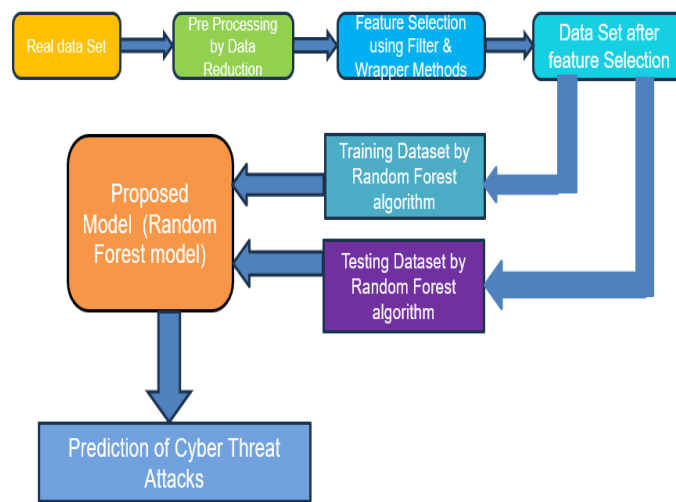 Real data Set
Pre Processing
by Data
Reduction
Feature Selection
using Filter &
Wrapper Methods
Data Set after
feature Selection
Training Dataset by
Random Forest
algorithm
Proposed
Model (Random
Forest model)
Testing Dataset by
Random Forest
algorithm
Prediction of Cyber Threat
Attacks